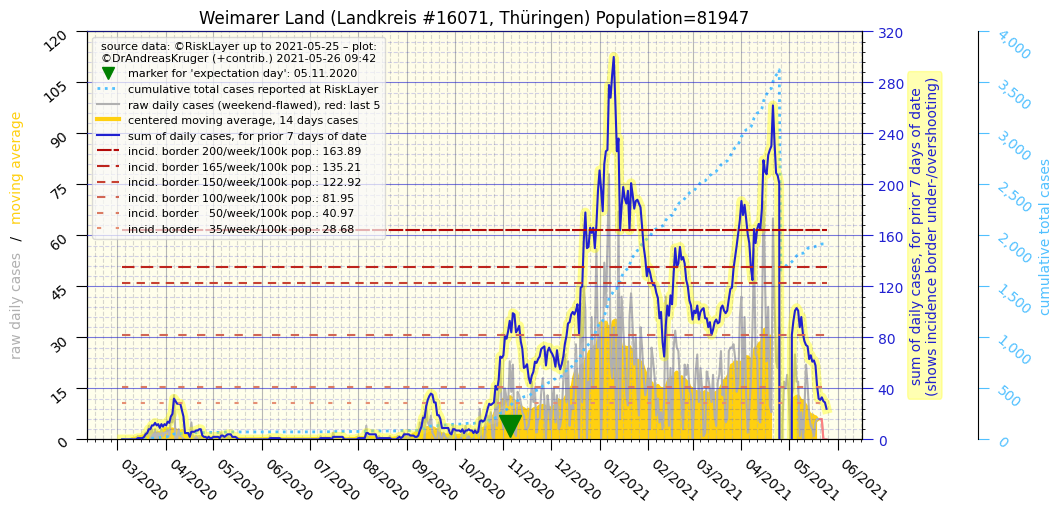 Weimarer Land (Landkreis #16071, Thüringen) Population=81947
source data: ©RiskLayer up to 2021-05-25 – plot:
©DrAndreasKruger (+contrib.) 2021-05-26 09:42
marker for 'expectation day': 05.11.2020
cumulative total cases reported at RiskLayer
raw daily cases (weekend-flawed), red: last 5
centered moving average, 14 days cases
sum of daily cases, for prior 7 days of date
incid. border 200/week/100k pop.: 163.89
incid. border 165/week/100k pop.: 135.21
incid. border 150/week/100k pop.: 122.92
incid. border 100/week/100k pop.: 81.95
incid. border 50/week/100k pop.: 40.97
incid. border 35/week/100k pop.: 28.68
raw daily cases / moving average
120
105
90
75
60
45
30
15
0
03/2020
04/2020
05/2020
06/2020
07/2020
08/2020
09/2020
10/2020
11/2020
12/2020
01/2021
02/2021
03/2021
04/2021
05/2021
06/2021
320
280
240
200
160
120
80
40
0
sum of daily cases, for prior 7 days of date
(shows incidence border under-/overshooting)
4,000
3,500
3,000
2,500
2,000
1,500
1,000
500
0
cumulative total cases